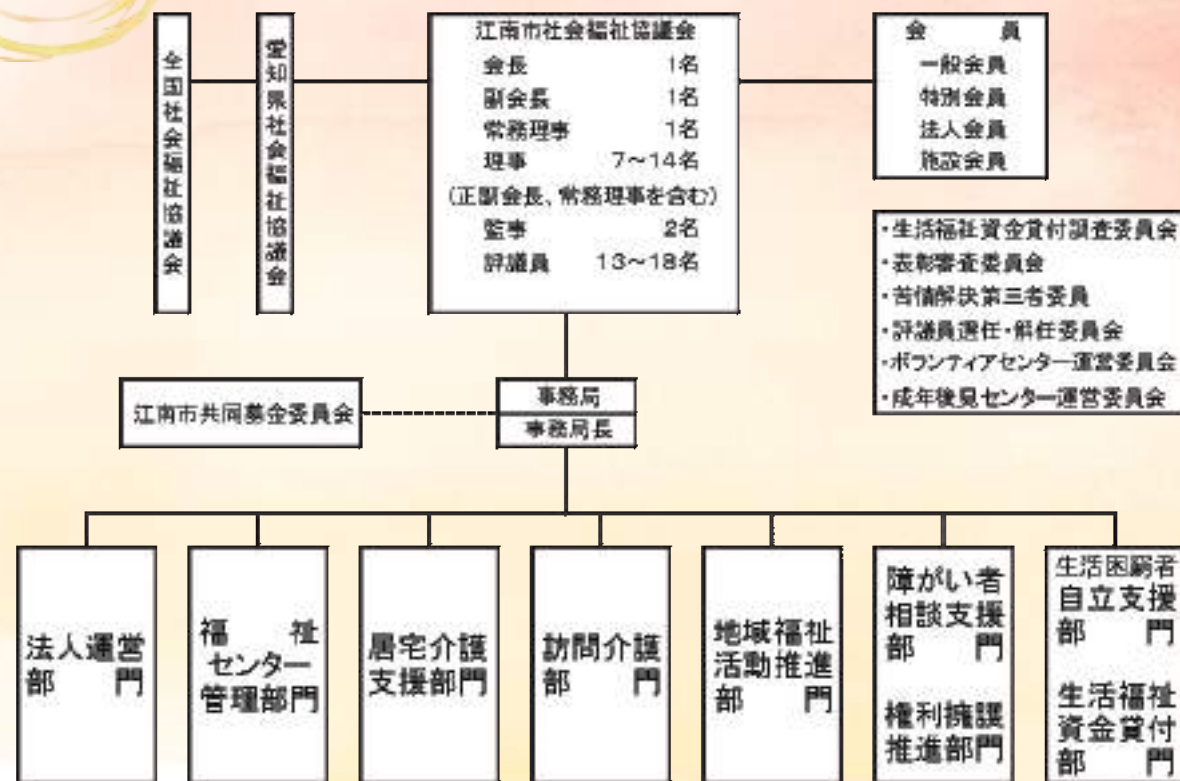 全国社会福祉協議会
愛知県社会福祉協議会
江南市社会福祉協議会
会長 1名
副会長 1名
常務理事 1名
理事 7~14名
(正副会長、常務理事を含む)
監事 2名
評議員 13~18名
会 員
一般会員
特別会員
法人会員
施設会員
・生活福祉資金貸付調査委員会
・表彰審査委員会
・苦情解決第三者委員
・評議員選任・解任委員会
・ボランティアセンター運営委員会
・成年後見センター運営委員会
江南市共同募金委員会
事務局
事務局長
法人運営
部 門
福 祉
センター
管理部門
居宅介護
支援部門
訪問介護
部 門
地域福祉
活動推進
部 門
障がい者
相談支援
部 門
権利擁護
推進部門
生活困窮者
自立支援
部 門
生活福祉
資金貸付
部 門